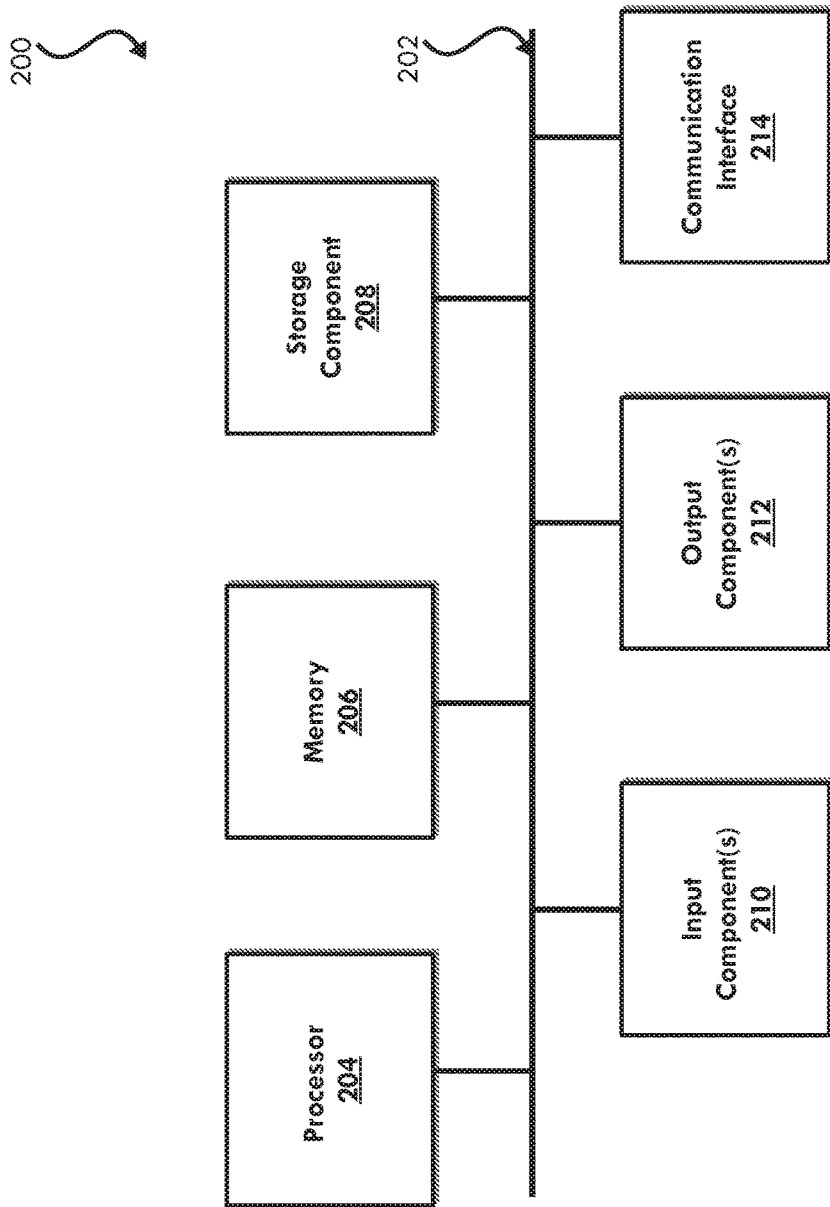 200
Processor
204
Memory
206
Storage
Component
208
202
Input
Component(s)
210
Output
Component(s)
212
Communication
Interface
214